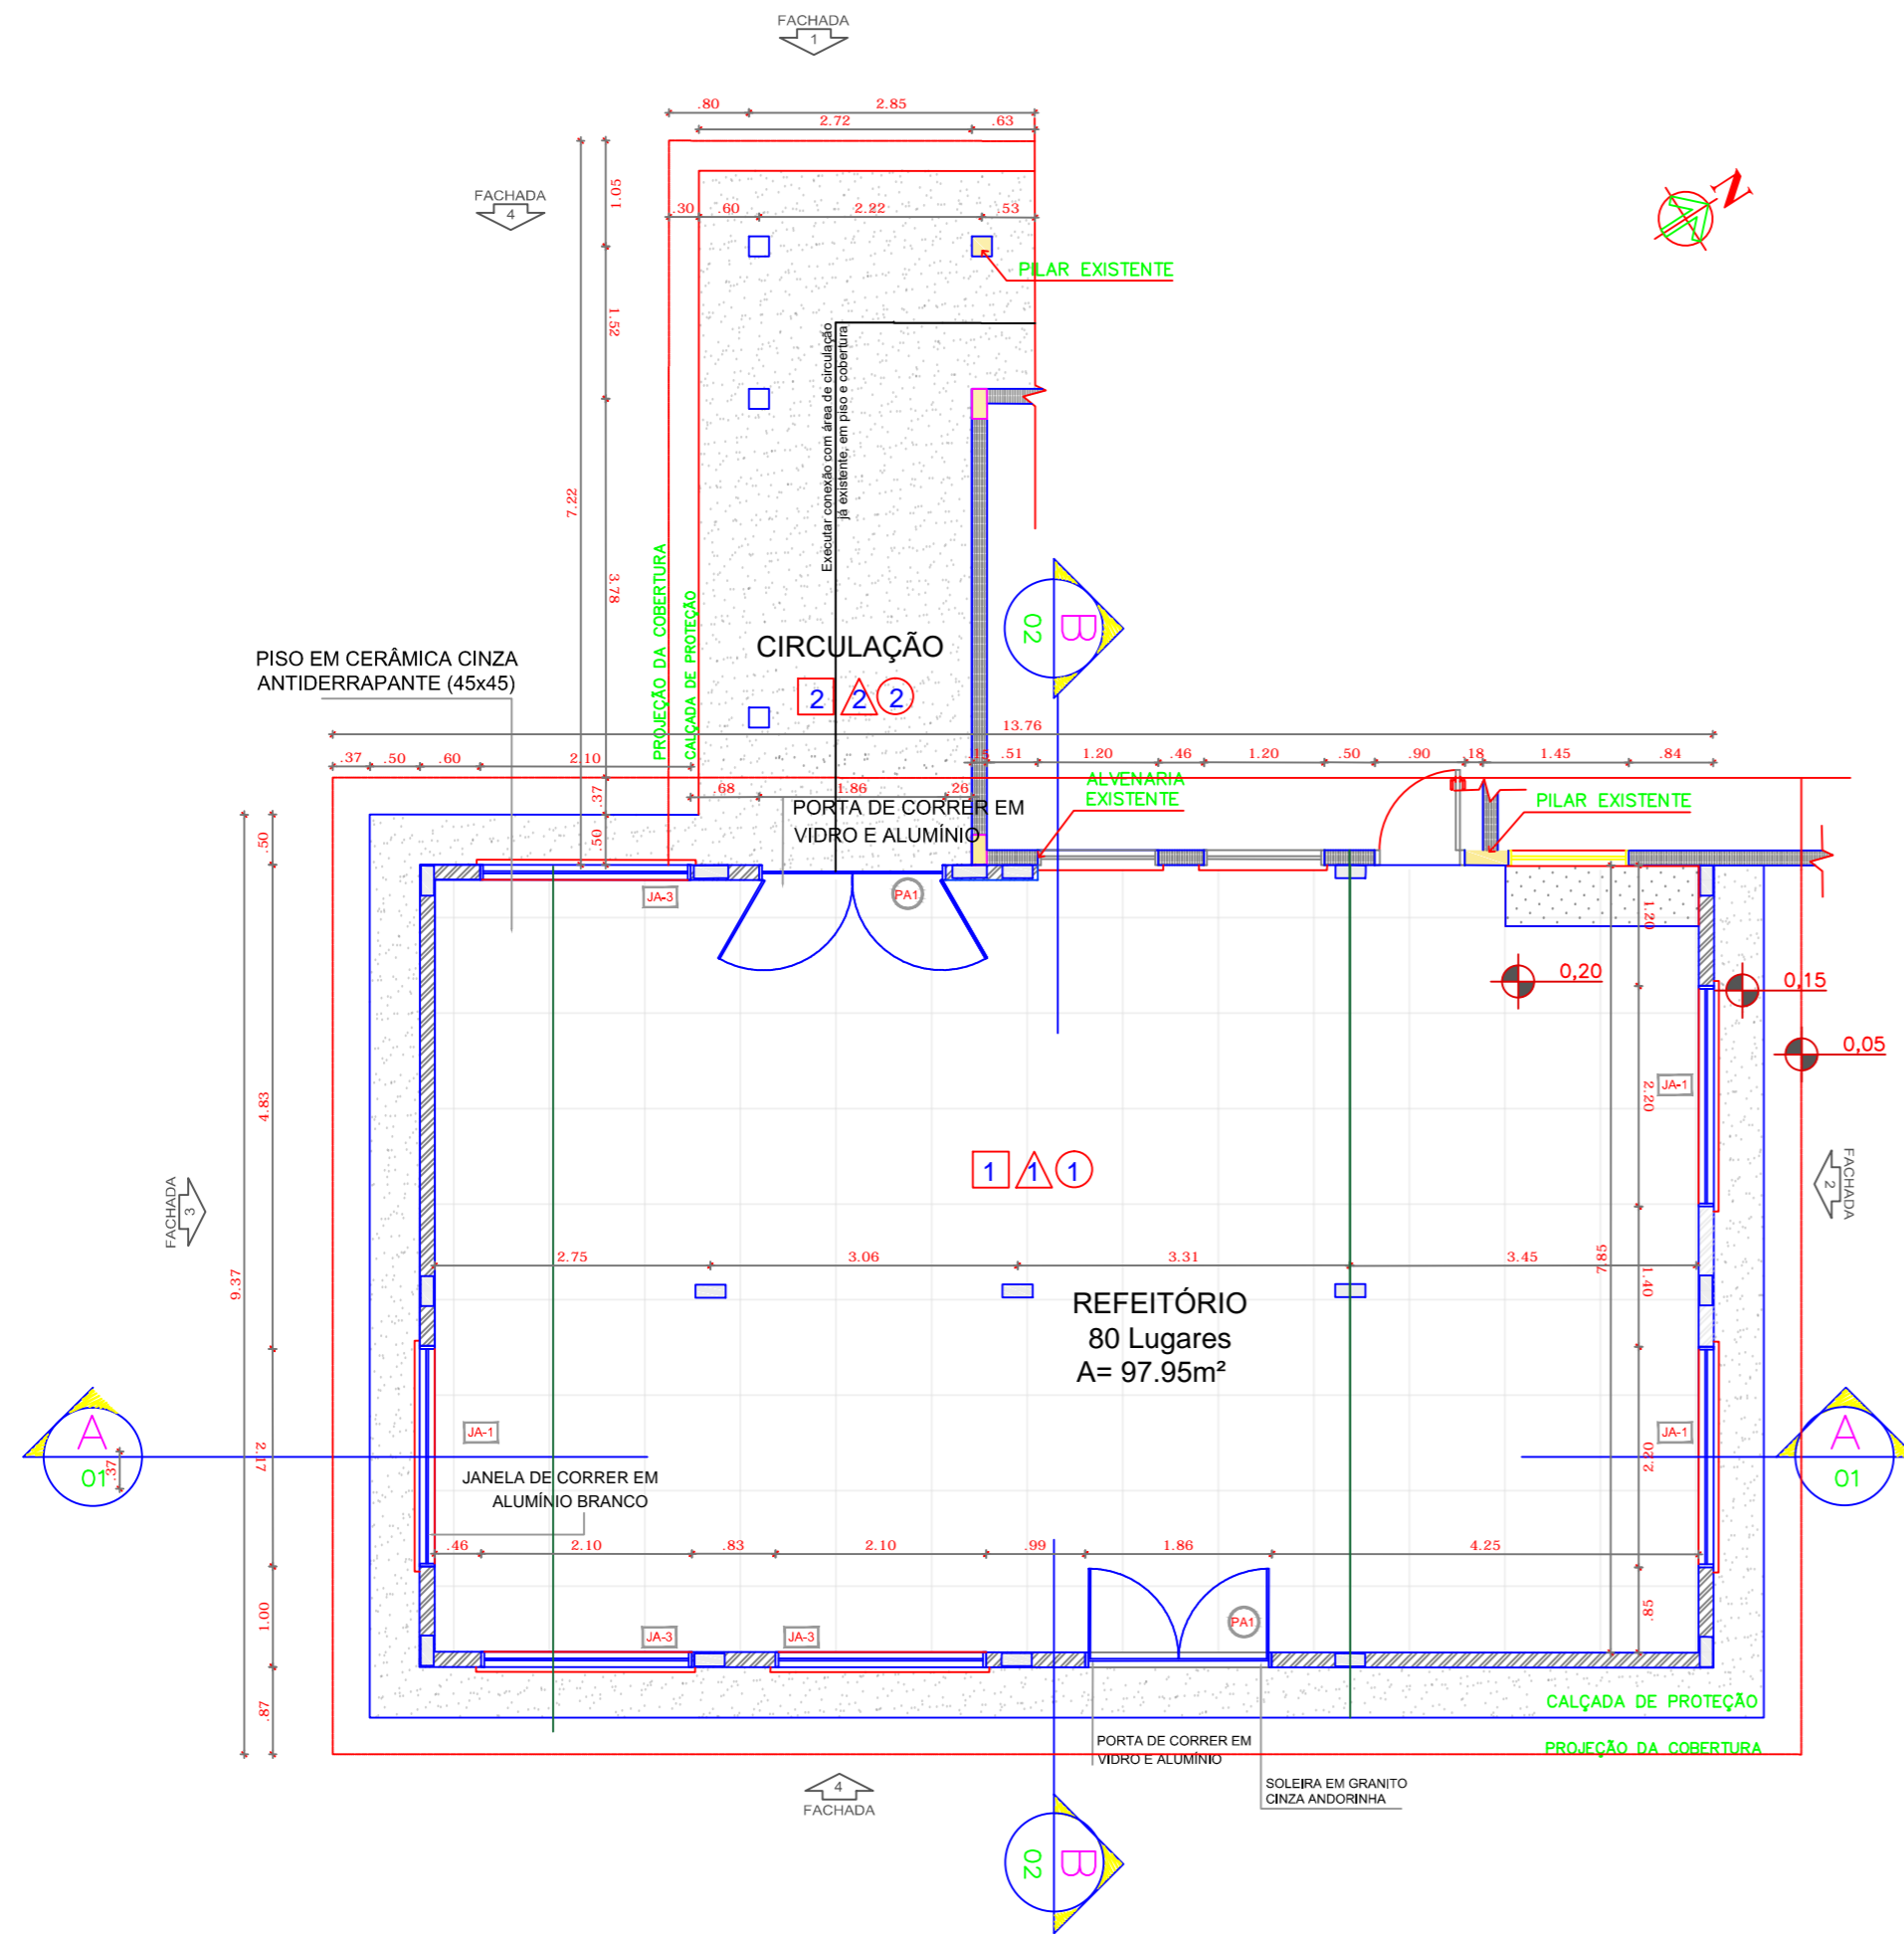 FACHADA
1
.80
2.85
2.72
.63
FACHADA
4
1.05
.30
.60
2.22
.53
N
PILAR EXISTENTE
1.52
Executar conexão com área de circulação
já existente, em piso e cobertura
7.22
3.78
PROJEÇÃO DA COBERTURA
CALÇADA DE PROTEÇÃO
B
02
CIRCULAÇÃO
2
2
2
PISO EM CERÂMICA CINZA
ANTIDERRAPANTE (45x45)
13.76
.37
.50
.60
2.10
.15
.51
1.20
.46
1.20
.50
.90
.18
1.45
.84
.37
.68
1.86
.26
ALVENARIA
EXISTENTE
PILAR EXISTENTE
PORTA DE CORRER EM
VIDRO E ALUMÍNIO
.50
.50
JA-3
PA1
1.20
0,20
0,15
0,05
4.83
2.20
JA-1
FACHADA
3
FACHADA
2
1
1
1
2.75
3.06
3.31
3.45
7.85
1.40
9.37
REFEITÓRIO
80 Lugares
A= 97.95m²
A
01
.37
2.17
JA-1
JA-1
2.20
A
01
JANELA DE CORRER EM
ALUMÍNIO BRANCO
.46
2.10
.83
2.10
.99
1.86
4.25
1.00
.85
JA-3
JA-3
PA1
.87
CALÇADA DE PROTEÇÃO
PROJEÇÃO DA COBERTURA
PORTA DE CORRER EM
VIDRO E ALUMÍNIO
SOLEIRA EM GRANITO
CINZA ANDORINHA
4
FACHADA
B
02